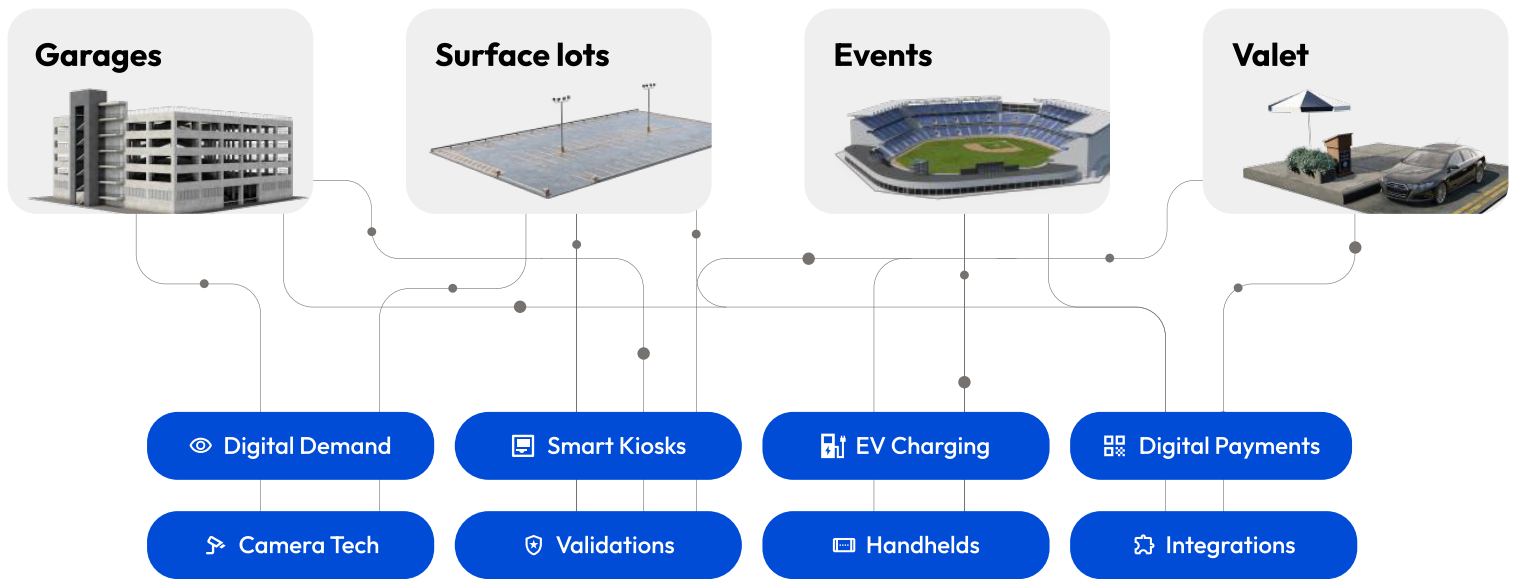 Garages
Surface lots
Events
Valet
Digital Demand
Smart Kiosks
EV Charging
Digital Payments
Camera Tech
Validations
Handhelds
Integrations